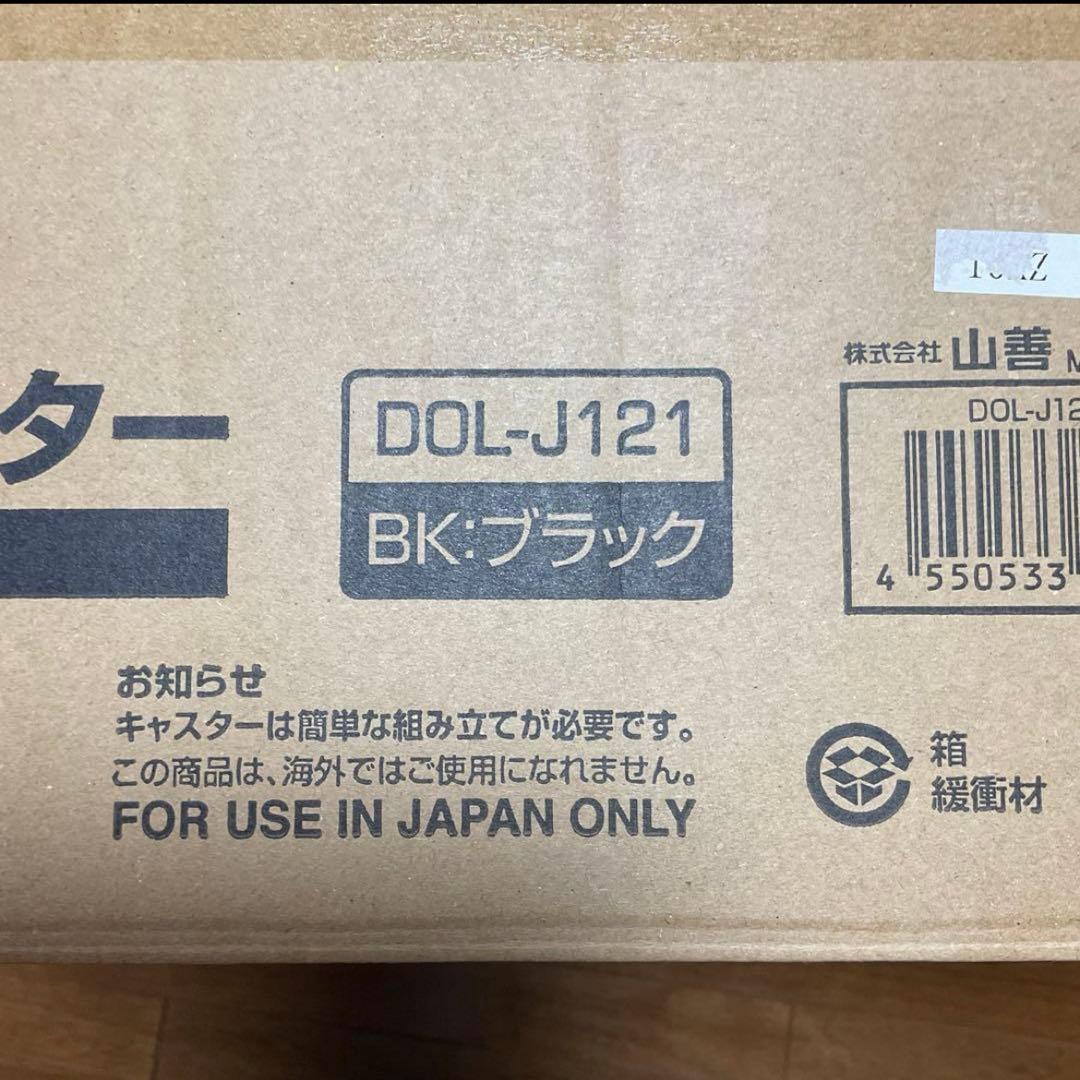 ター
DOL-J121
BK:ブラック
株式会社 山善 M
DOL-J12
4 550533
お知らせ
キャスターは簡単な組み立てが必要です。
この商品は、海外ではご使用になれません。
FOR USE IN JAPAN ONLY
箱
緩衝材